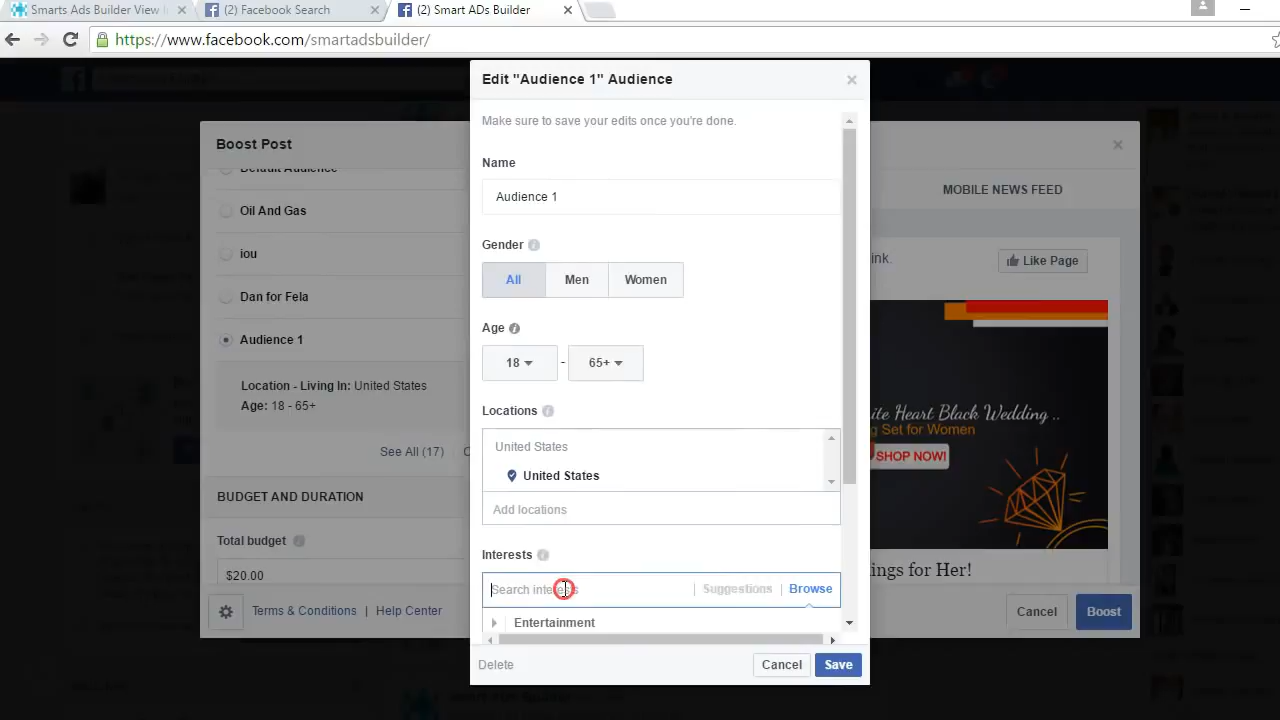 Smarts Ads Builder View
(2) Facebook Search
(2) Smart ADs Builder
https://www.facebook.com/smartadsbuilder/
Boost Post
Default Audience
Oil And Gas
iou
Dan for Fela
Audience 1
Location - Living In: United States
Age: 18 - 65+
See All (17)
BUDGET AND DURATION
Total budget
$20.00
Terms & Conditions | Help Center
Edit "Audience 1" Audience
Make sure to save your edits once you're done.
Name
Audience 1
Gender
All Men Women
Age
18 - 65+
Locations
United States
United States
Add locations
Interests
Search interests Suggestions Browse
Entertainment
Delete Cancel Save
MOBILE NEWS FEED
ink.
Like Page
ite Heart Black Wedding ..
g Set for Women
SHOP NOW!
ngs for Her!
Cancel Boost